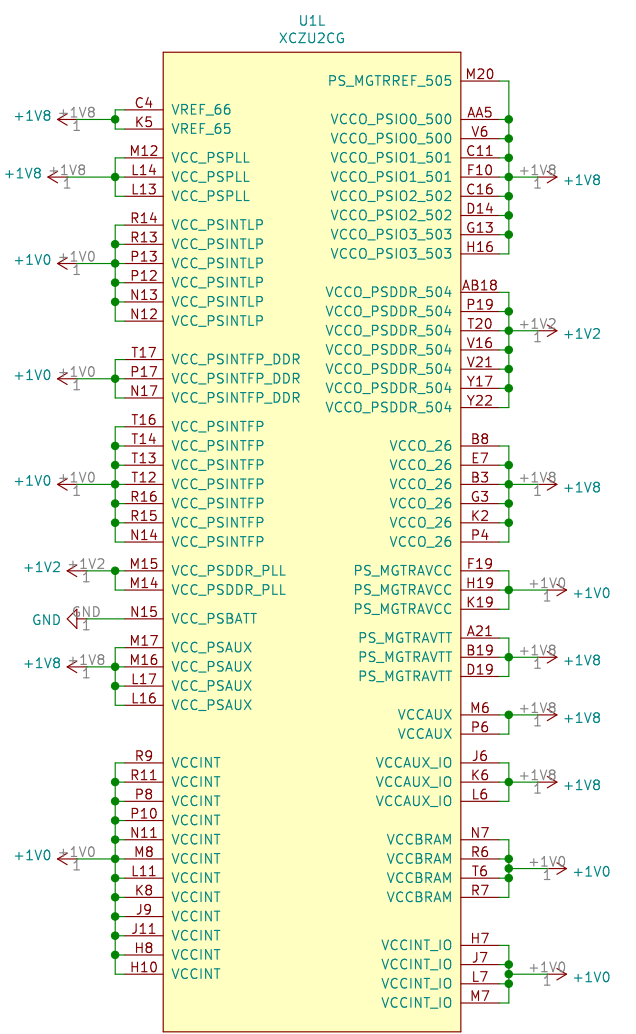 U1L
XCZU2CG
C4 VREF_66
K5 VREF_65
+1V8 +1V8 1
M12 VCC_PSPLL
L14 VCC_PSPLL
L13 VCC_PSPLL
+1V8 +1V8 1
R14 VCC_PSINTLP
R13 VCC_PSINTLP
P13 VCC_PSINTLP
P12 VCC_PSINTLP
N13 VCC_PSINTLP
N12 VCC_PSINTLP
+1V0 +1V0 1
T17 VCC_PSINTFP_DDR
P17 VCC_PSINTFP_DDR
N17 VCC_PSINTFP_DDR
+1V0 +1V0 1
T16 VCC_PSINTFP
T14 VCC_PSINTFP
T13 VCC_PSINTFP
T12 VCC_PSINTFP
R16 VCC_PSINTFP
R15 VCC_PSINTFP
N14 VCC_PSINTFP
+1V0 +1V0 1
M15 VCC_PSDDR_PLL
M14 VCC_PSDDR_PLL
+1V2 +1V2 1
GND GND 1
N15 VCC_PSBATT
M17 VCC_PSAUX
M16 VCC_PSAUX
L17 VCC_PSAUX
L16 VCC_PSAUX
+1V8 +1V8 1
R9 VCCINT
R11 VCCINT
P8 VCCINT
P10 VCCINT
N11 VCCINT
M8 VCCINT
L11 VCCINT
K8 VCCINT
J9 VCCINT
J11 VCCINT
H8 VCCINT
H10 VCCINT
+1V0 +1V0 1
PS_MGTRREF_505 M20
VCCO_PSIO0_500 AA5
VCCO_PSIO0_500 V6
VCCO_PSIO1_501 C11
VCCO_PSIO1_501 F10
VCCO_PSIO2_502 C16
VCCO_PSIO2_502 D14
VCCO_PSIO3_503 G13
VCCO_PSIO3_503 H16
+1V8 1 +1V8
VCCO_PSDDR_504 AB18
VCCO_PSDDR_504 P19
VCCO_PSDDR_504 T20
VCCO_PSDDR_504 V16
VCCO_PSDDR_504 V21
VCCO_PSDDR_504 Y17
VCCO_PSDDR_504 Y22
+1V2 1 +1V2
VCCO_26 B8
VCCO_26 E7
VCCO_26 B3
VCCO_26 G3
VCCO_26 K2
VCCO_26 P4
+1V8 1 +1V8
PS_MGTRAVCC F19
PS_MGTRAVCC H19
PS_MGTRAVCC K19
+1V0 1 +1V0
PS_MGTRAVTT A21
PS_MGTRAVTT B19
PS_MGTRAVTT D19
+1V8 1 +1V8
VCCAUX M6
VCCAUX P6
+1V8 1 +1V8
VCCAUX_IO J6
VCCAUX_IO K6
VCCAUX_IO L6
+1V8 1 +1V8
VCCBRAM N7
VCCBRAM R6
VCCBRAM T6
VCCBRAM R7
+1V0 1 +1V0
VCCINT_IO H7
VCCINT_IO J7
VCCINT_IO L7
VCCINT_IO M7
+1V0 1 +1V0